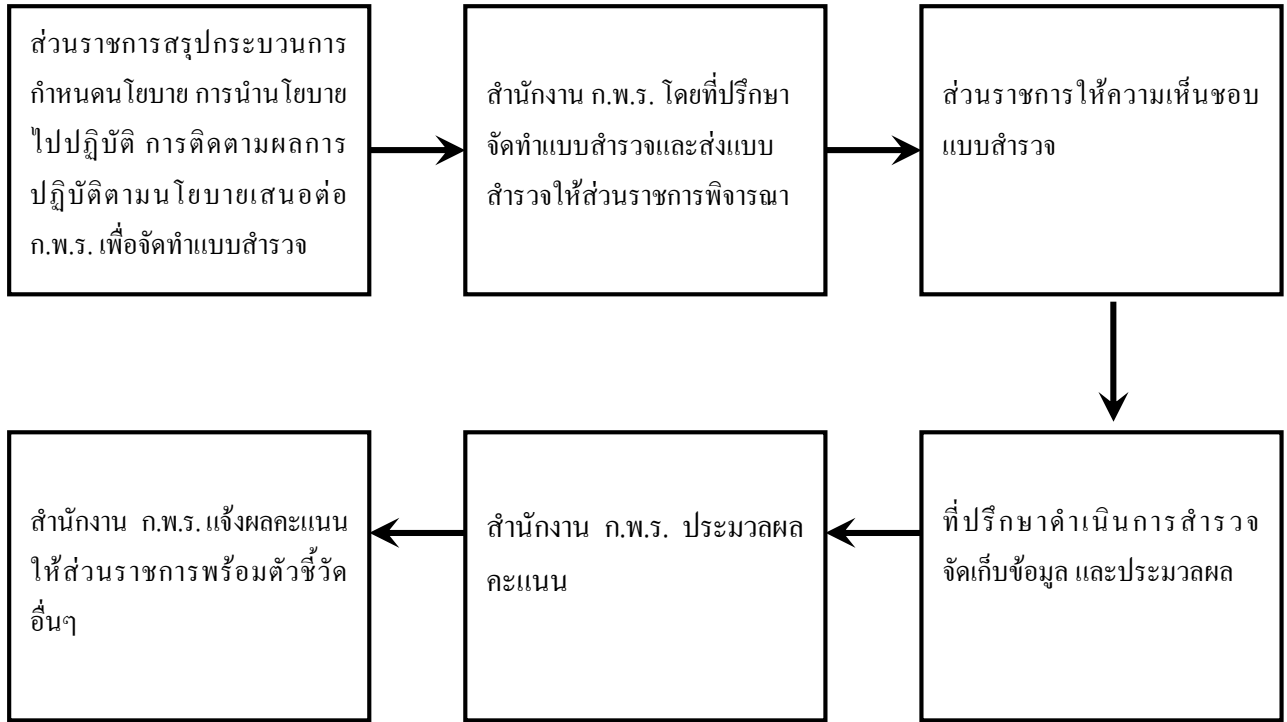 ส่วนราชการสรุปกระบวนการ
กำหนดนโยบาย การนำนโยบาย
ไปปฏิบัติ การติดตามผลการ
ปฏิบัติตามนโยบายเสนอต่อ
ก.พ.ร. เพื่อจัดทำแบบสำรวจ
สำนักงาน ก.พ.ร. โดยที่ปรึกษา
จัดทำแบบสำรวจและส่งแบบ
สำรวจให้ส่วนราชการพิจารณา
ส่วนราชการให้ความเห็นชอบ
แบบสำรวจ
ที่ปรึกษาดำเนินการสำรวจ
จัดเก็บข้อมูล และประมวลผล
สำนักงาน ก.พ.ร. ประมวลผล
คะแนน
สำนักงาน ก.พ.ร. แจ้งผลคะแนน
ให้ส่วนราชการพร้อมตัวชี้วัด
อื่นๆ